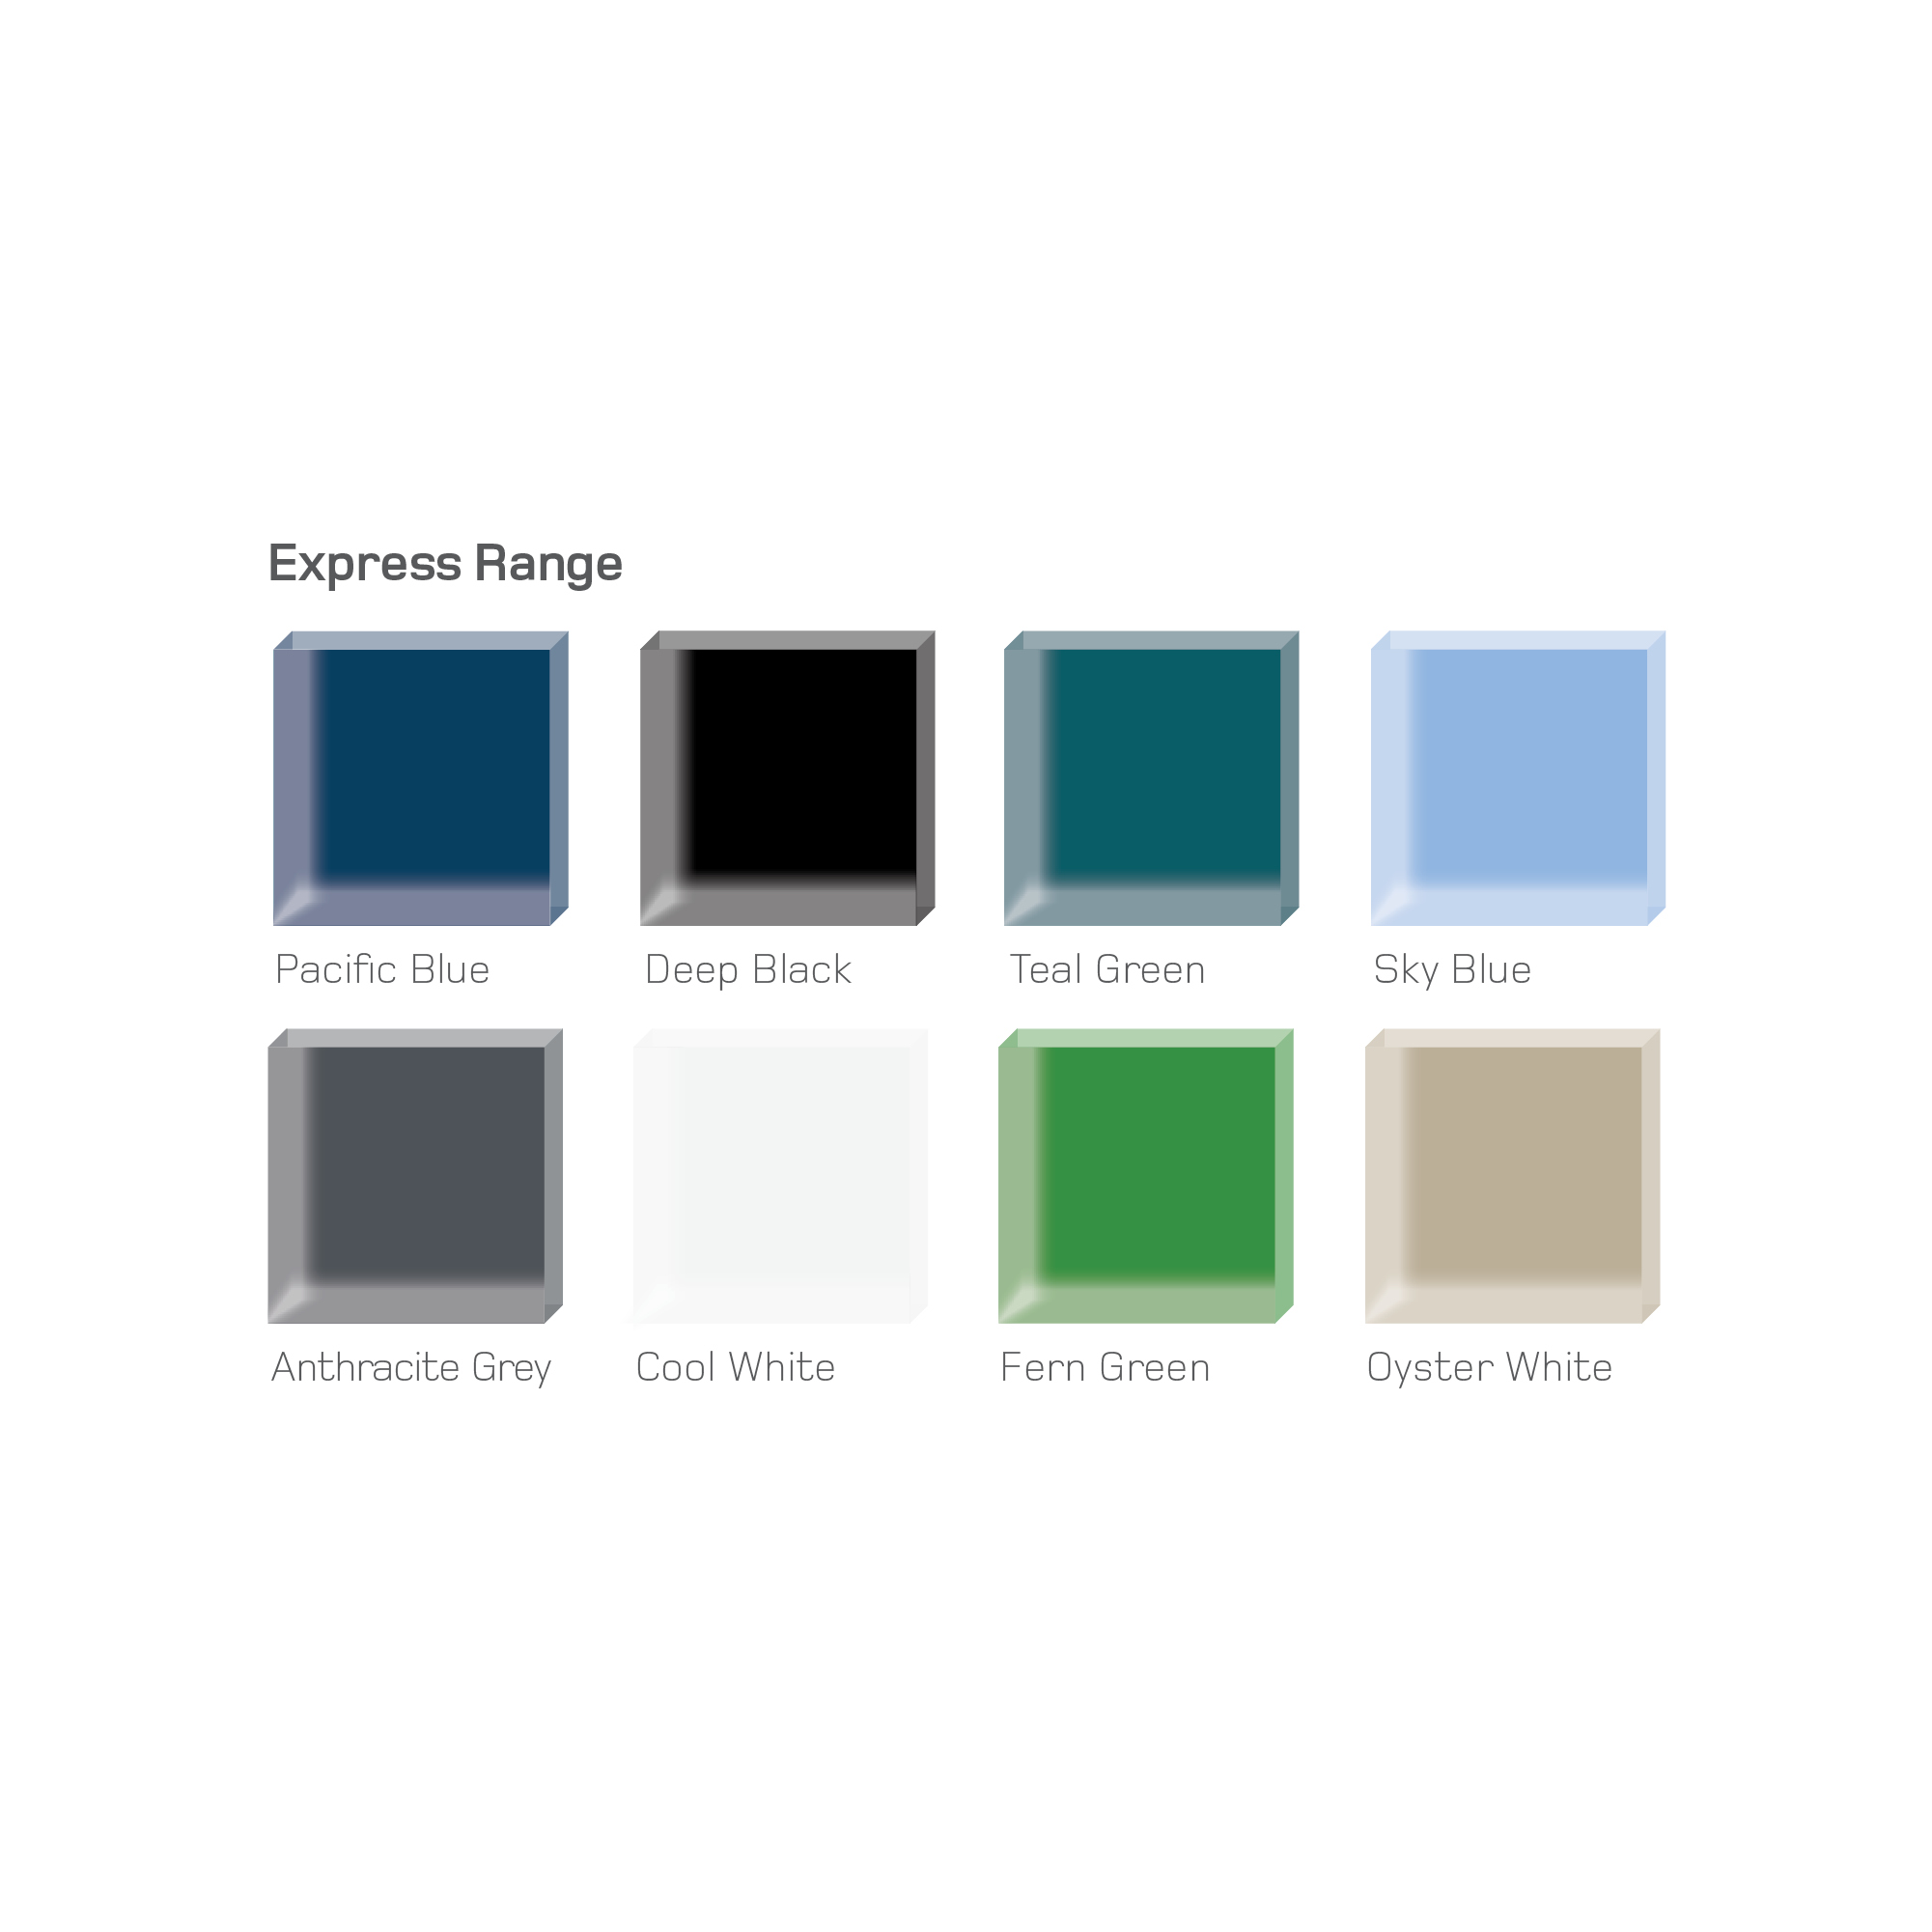 Express Range
Pacific Blue
Deep Black
Teal Green
Sky Blue
Anthracite Grey
Cool White
Fern Green
Oyster White